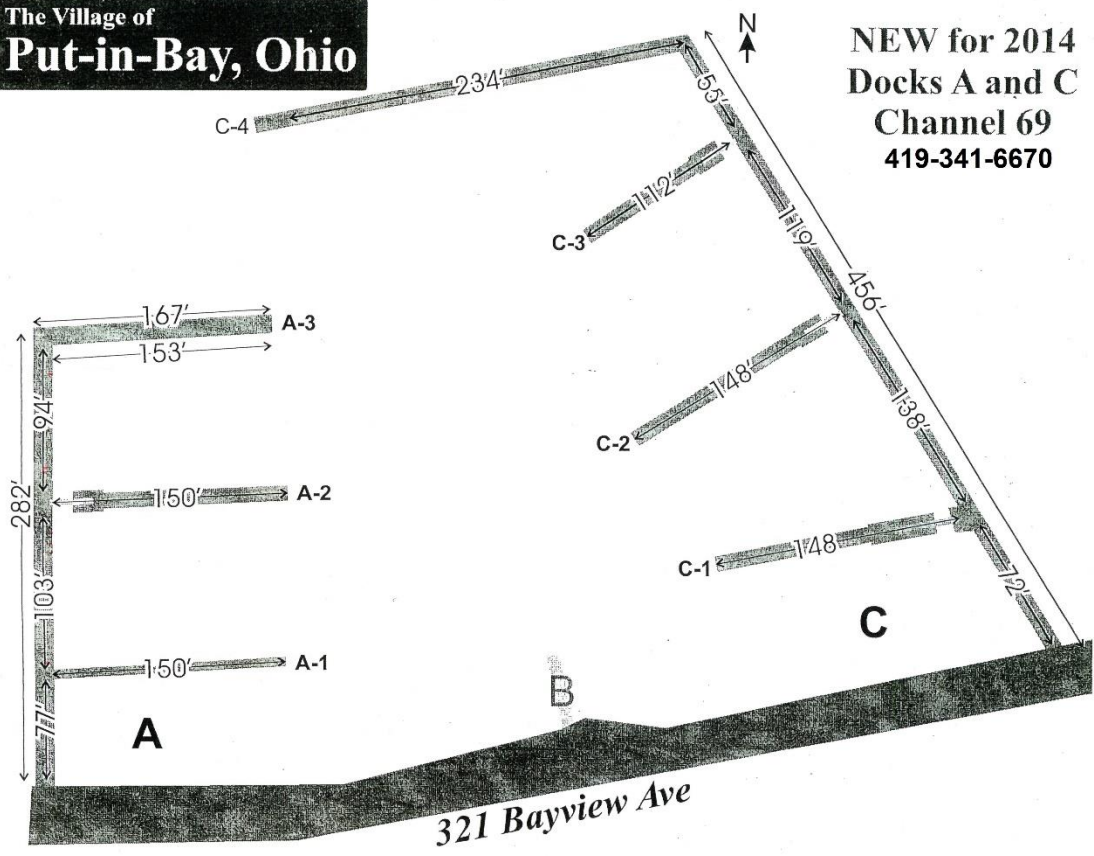 The Village of
Put-in-Bay, Ohio
N
NEW for 2014
Docks A and C
Channel 69
419-341-6670
234'
C-4
55'
112'
C-3
119'
456'
167'
A-3
153'
94'
148'
C-2
138'
282'
150'
A-2
148
C-1
72'
103'
150'
A-1
77'
A
B
C
321 Bayview Ave